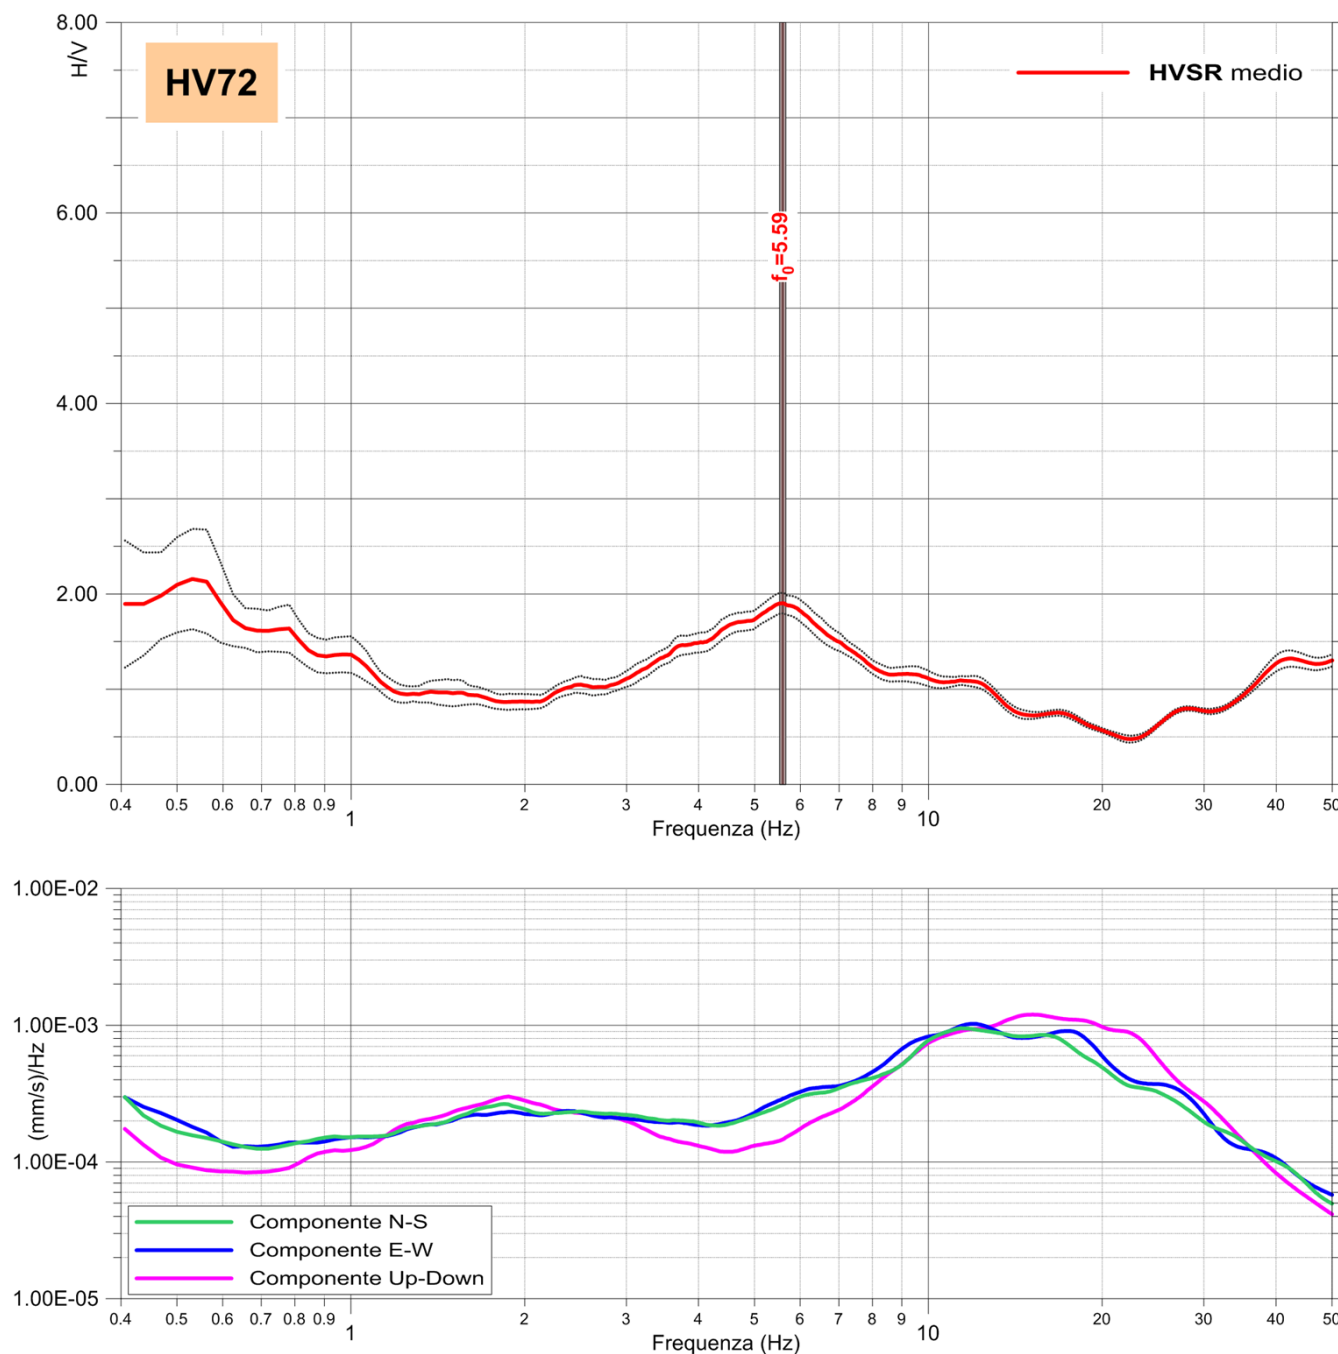 8.00
H/V
HV72
HVSR medio
6.00
f0=5.59
4.00
2.00
0.00
0.4 0.5 0.6 0.7 0.8 0.9 1 2 3 4 5 6 7 8 9 10 20 30 40 50
Frequenza (Hz)
1.00E-02
1.00E-03
(mm/s)/Hz
1.00E-04
Componente N-S
Componente E-W
Componente Up-Down
1.00E-05
0.4 0.5 0.6 0.7 0.8 0.9 1 2 3 4 5 6 7 8 9 10 20 30 40 50
Frequenza (Hz)